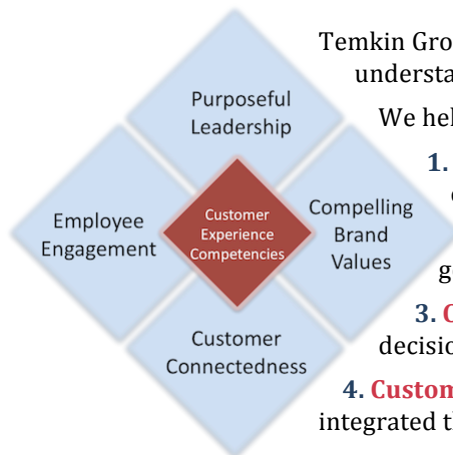 Temkin
understa
We hel
1.
Purposeful
Leadership
Employee
Engagement
Customer
Experience
Competencies
Compelling
Brand
Values
3.
decisio
Customer
Connectedness
4. Custom
integrated